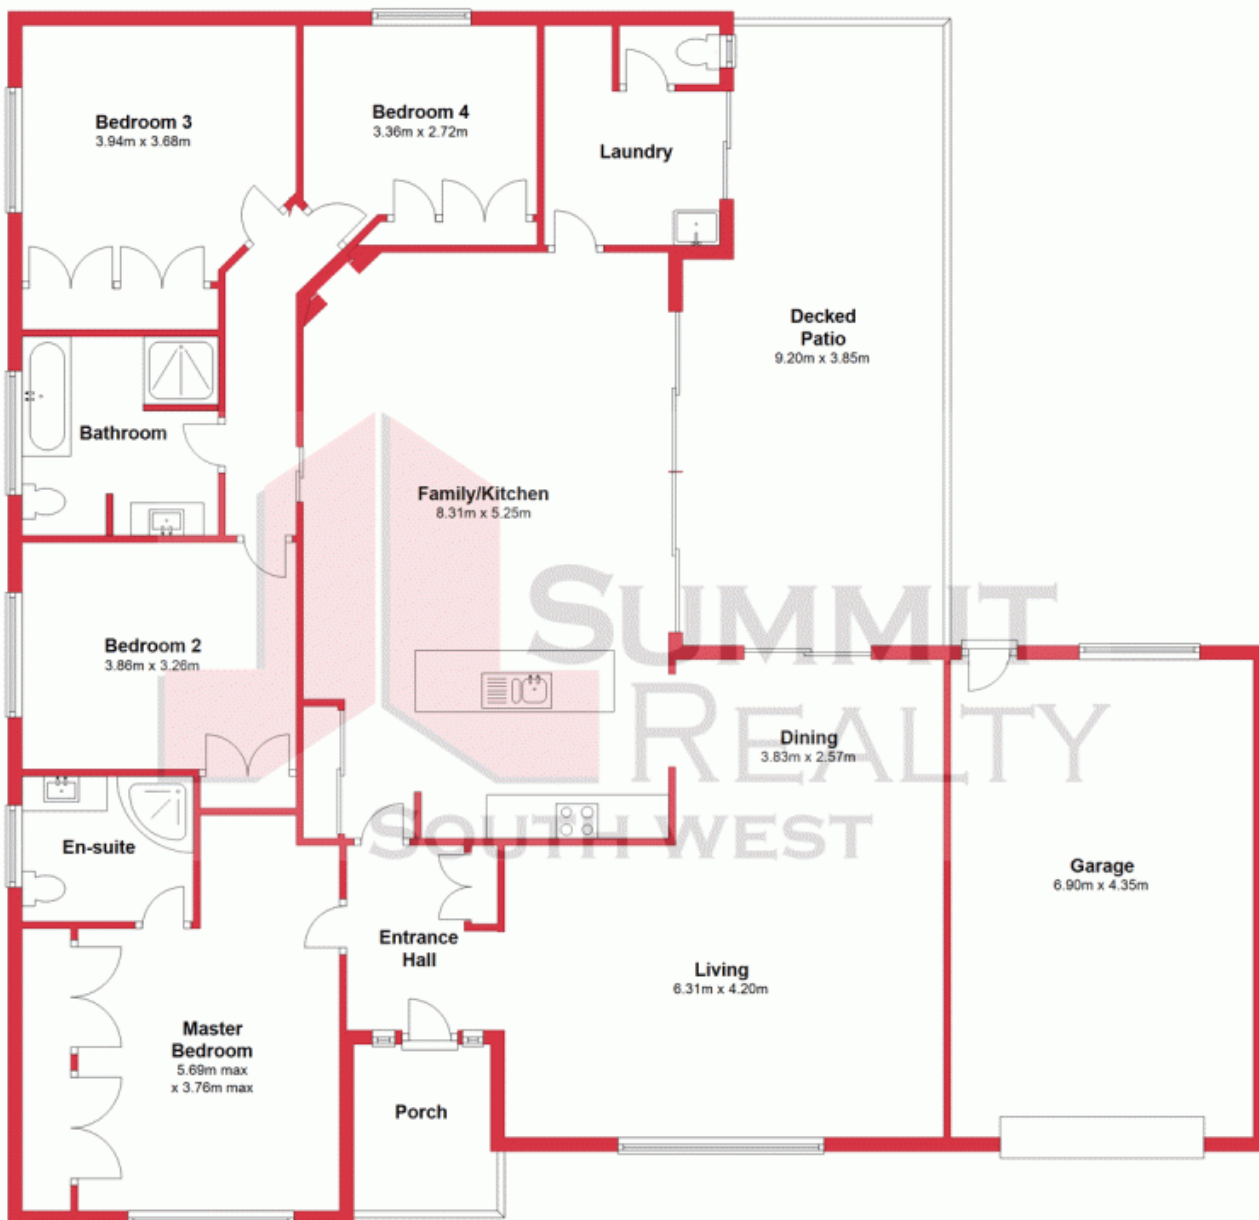 Bedroom 3
3.94m x 3.68m
Bedroom 4
3.36m x 2.72m
Laundry
Decked
Patio
9.20m x 3.85m
Bathroom
Family/Kitchen
8.31m x 5.25m
SUMMIT
REALTY
SOUTH WEST
Bedroom 2
3.86m x 3.26m
Dining
3.83m x 2.57m
En-suite
Garage
6.90m x 4.35m
Entrance
Hall
Living
6.31m x 4.20m
Master
Bedroom
5.69m max
x 3.76m max
Porch